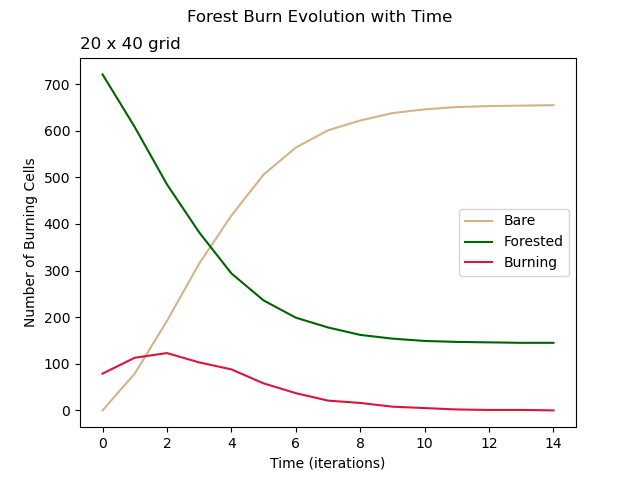 Forest Burn Evolution with Time
20 x 40 grid
Number of Burning Cells
700
600
500
400
300
200
100
0
Bare
Forested
Burning
0 2 4 6 8 10 12 14
Time (iterations)